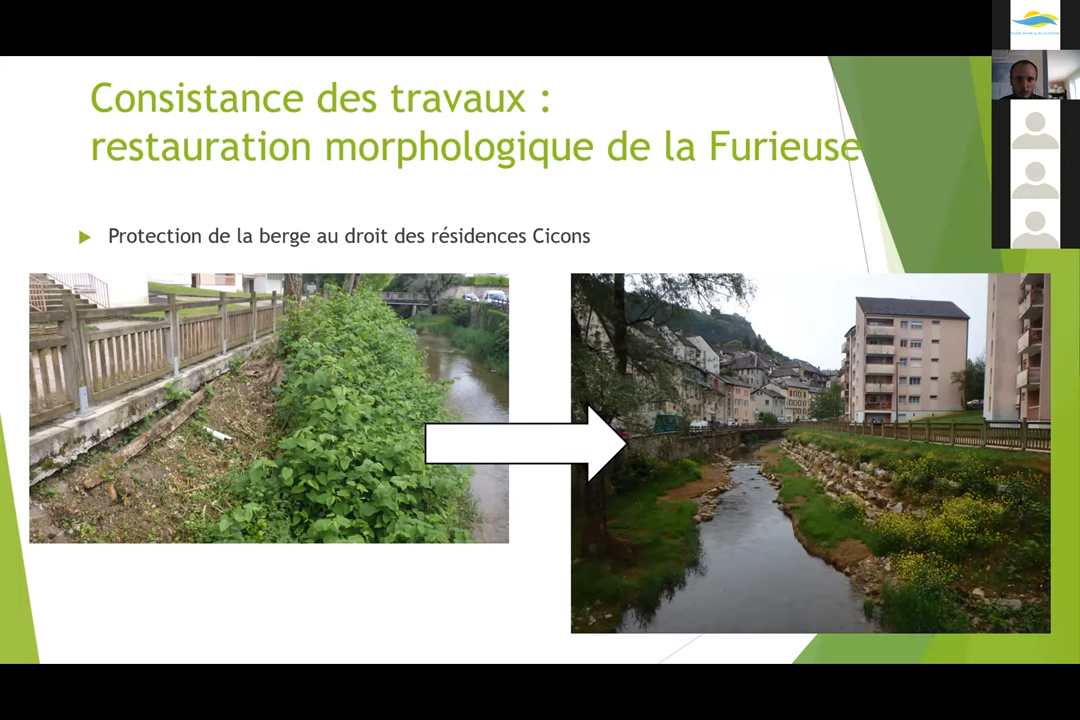 Consistance des travaux :
restauration morphologique de la Furieuse
Protection de la berge au droit des résidences Cicons